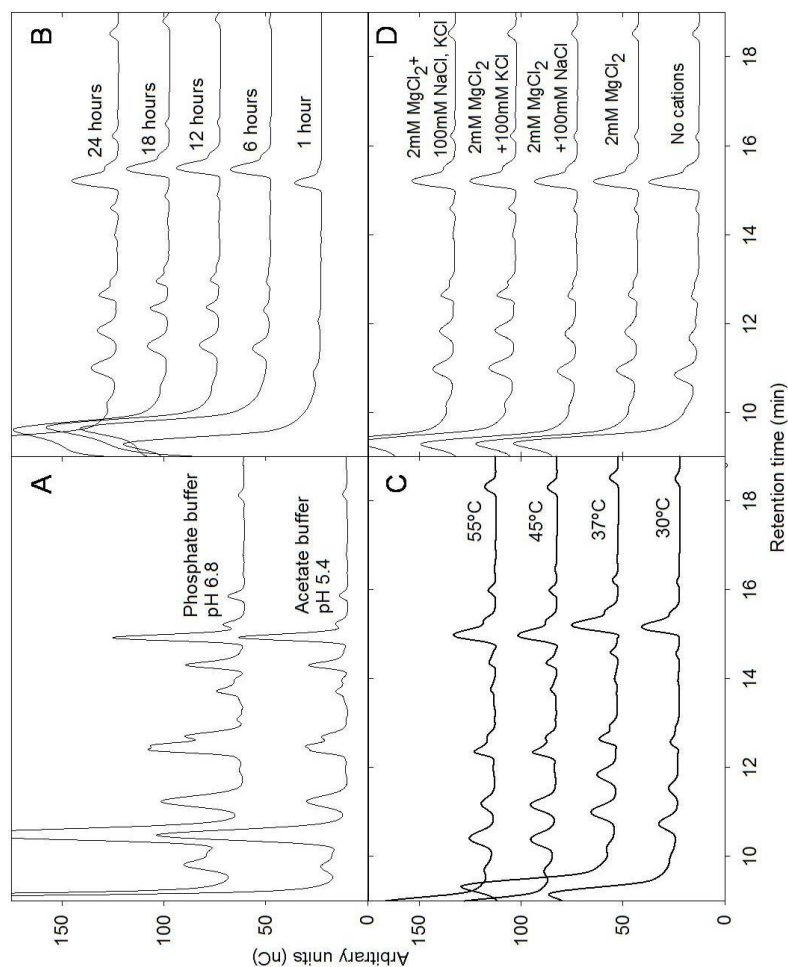 A
Phosphate buffer
pH 6.8
Acetate buffer
pH 5.4
150
100
50
0
B
24 hours
18 hours
12 hours
6 hours
1 hour
C
55ºC
45ºC
37ºC
30ºC
150
100
50
0
10
12
14
16
18
D
2mM MgCl2+
100mM NaCl, KCl
2mM MgCl2
+100mM KCl
2mM MgCl2
+100mM NaCl
2mM MgCl2
No cations
10
12
14
16
18
Arbitrary units (nC)
Retention time (min)